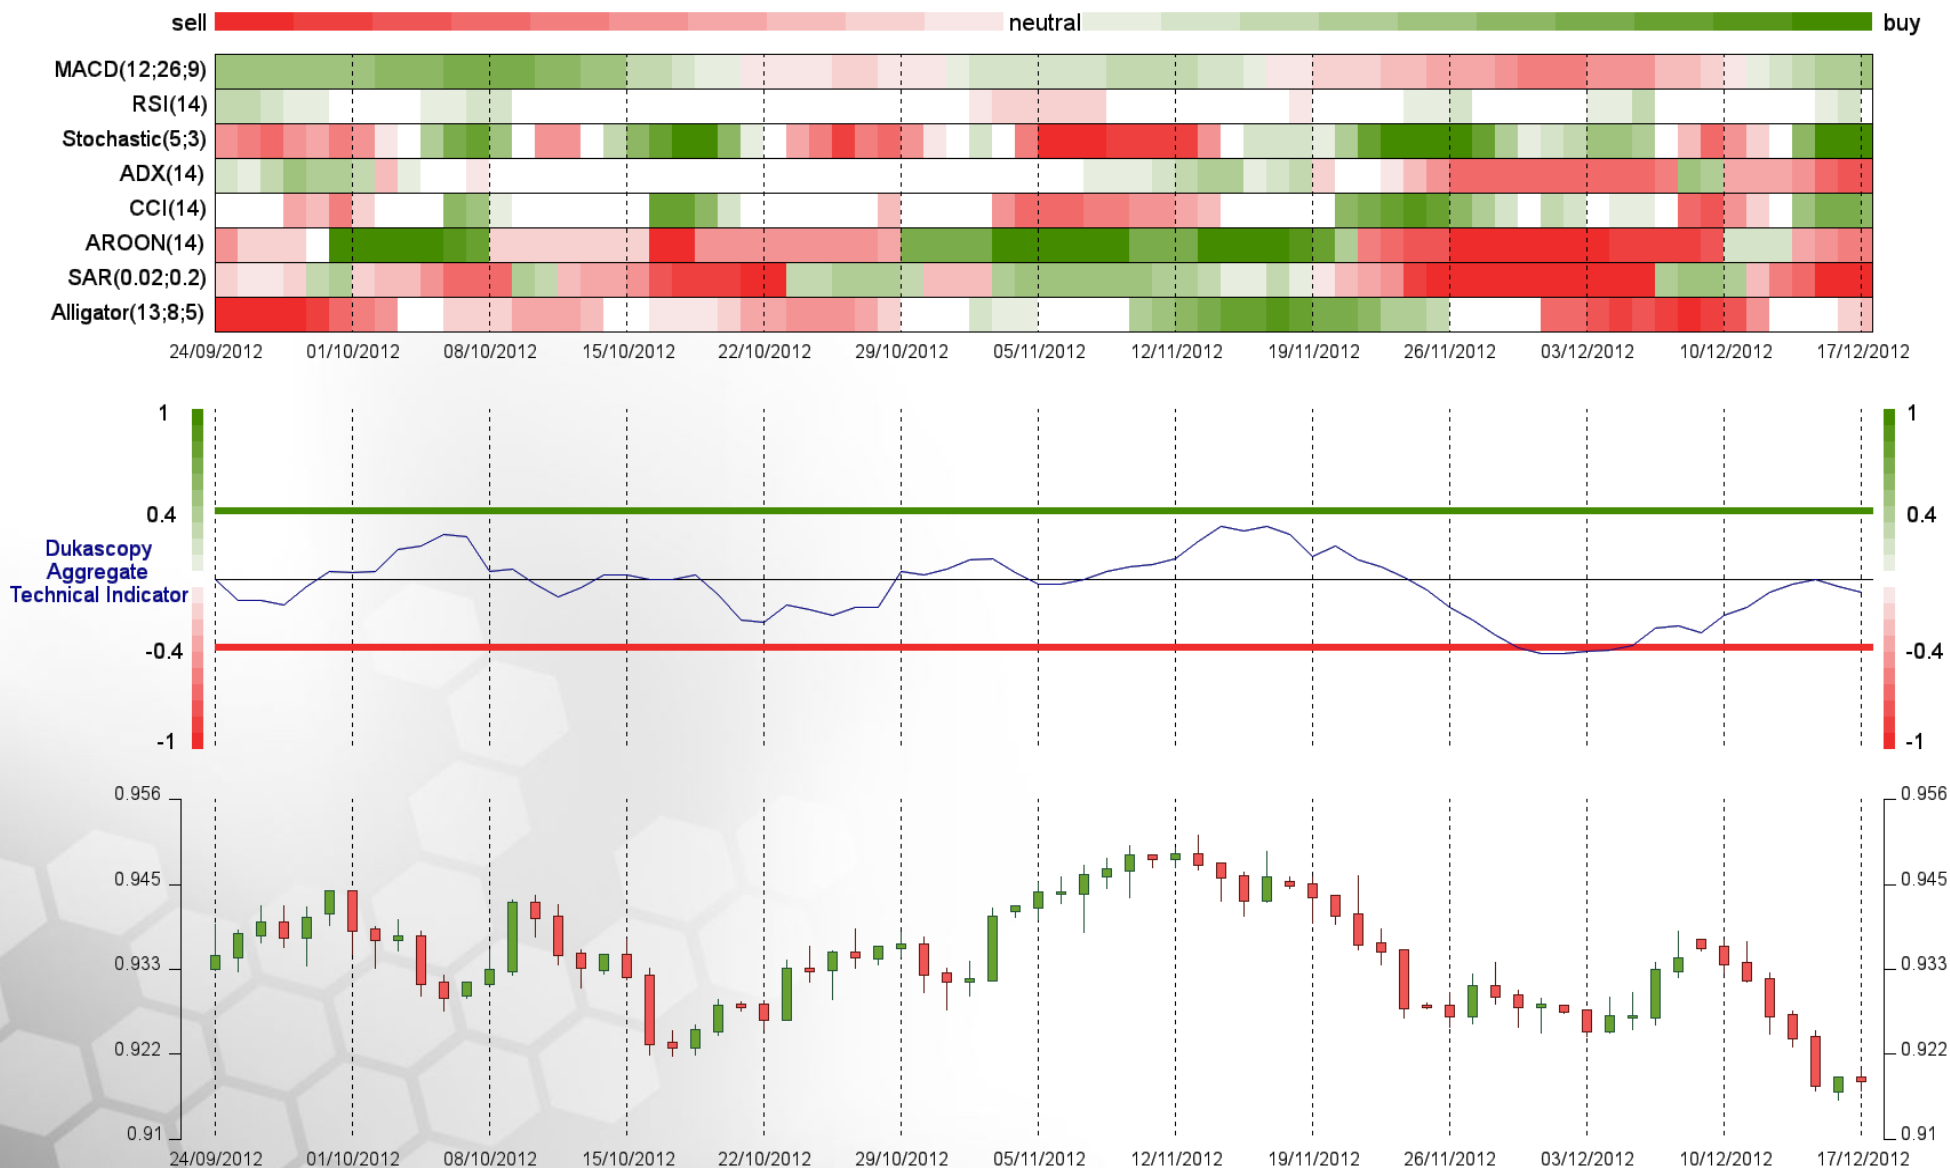 sell neutral buy
MACD(12;26;9)
RSI(14)
Stochastic(5;3)
ADX(14)
CCI(14)
AROON(14)
SAR(0.02;0.2)
Alligator(13;8;5)
24/09/2012 01/10/2012 08/10/2012 15/10/2012 22/10/2012 29/10/2012 05/11/2012 12/11/2012 19/11/2012 26/11/2012 03/12/2012 10/12/2012 17/12/2012
1 1
0.4 0.4
Dukascopy
Aggregate
Technical Indicator
-0.4 -0.4
-1 -1
0.956 0.956
0.945 0.945
0.933 0.933
0.922 0.922
0.91 0.91
24/09/2012 01/10/2012 08/10/2012 15/10/2012 22/10/2012 29/10/2012 05/11/2012 12/11/2012 19/11/2012 26/11/2012 03/12/2012 10/12/2012 17/12/2012